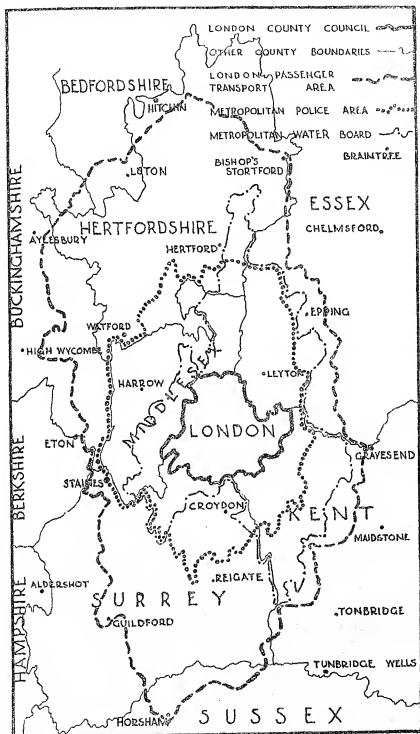 LONDON COUNTY COUNCIL
OTHER COUNTY BOUNDARIES
LONDON PASSENGER
TRANSPORT AREA
METROPOLITAN POLICE AREA
METROPOLITAN WATER BOARD
BEDFORDSHIRE
HITCHIN
BISHOP'S
STORTFORD
BRAINTREE
LUTON
ESSEX
HERTFORDSHIRE
CHELMSFORD
AYLESBURY
HERTFORD
BUCKINGHAMSHIRE
EPPING
WATFORD
HIGH WYCOMBE
HARROW
MIDDLESEX
LEYTON
LONDON
ETON
GRAVESEND
BERKSHIRE
STAINES
CROYDON
KENT
MAIDSTONE
ALDERSHOT
REIGATE
SURREY
HAMPSHIRE
GUILDFORD
TONBRIDGE
TUNBRIDGE WELLS
HORSHAM
SUSSEX